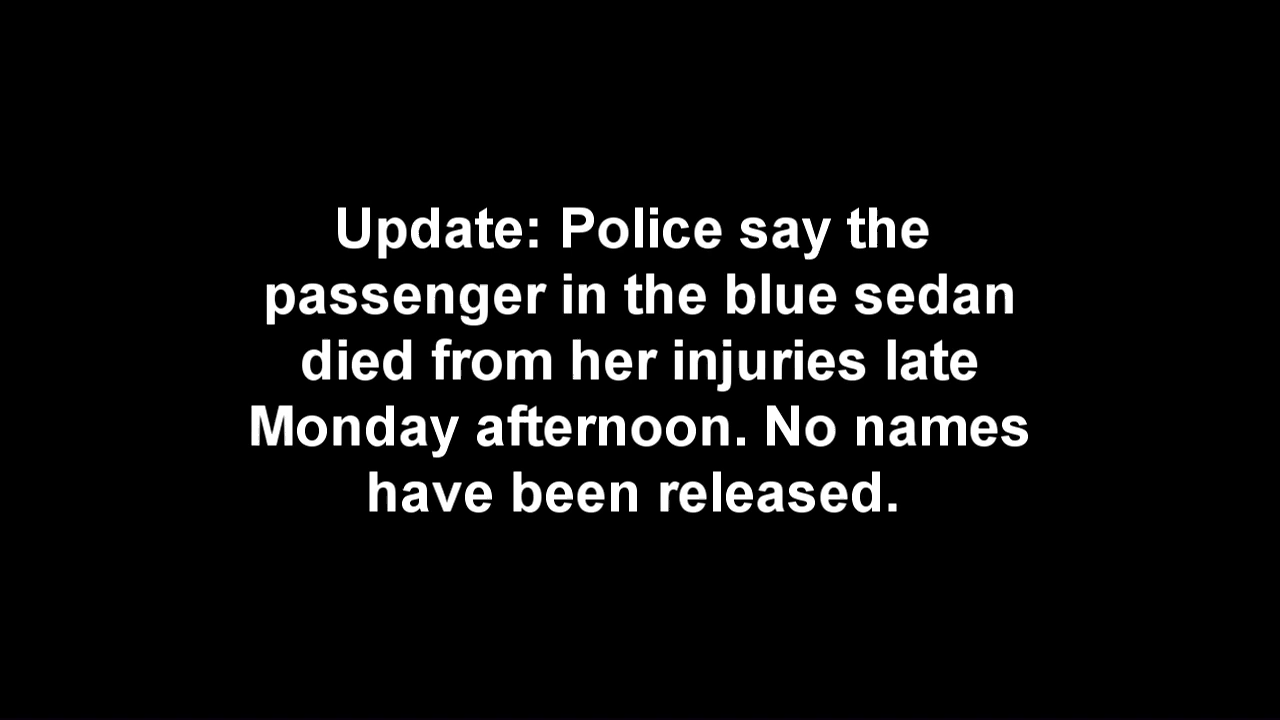 Update: Police say the
passenger in the blue sedan
died from her injuries late
Monday afternoon. No names
have been released.